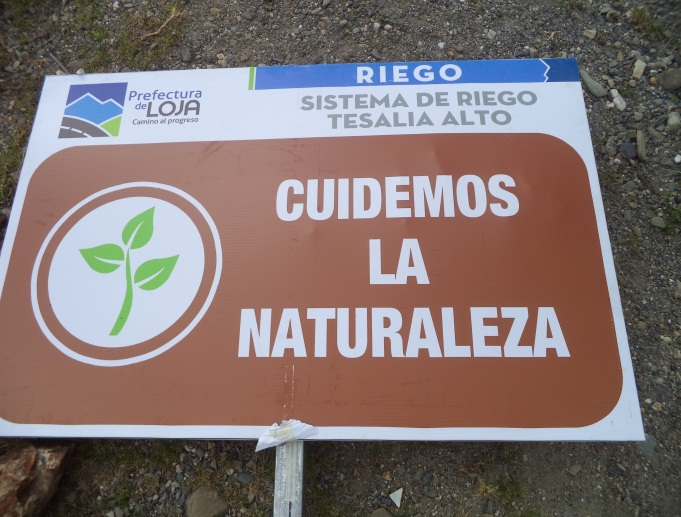 Prefectura
de LOJA
Camino al progreso
RIEGO
SISTEMA DE RIEGO
TESALIA ALTO
CUIDEMOS
LA
NATURALEZA